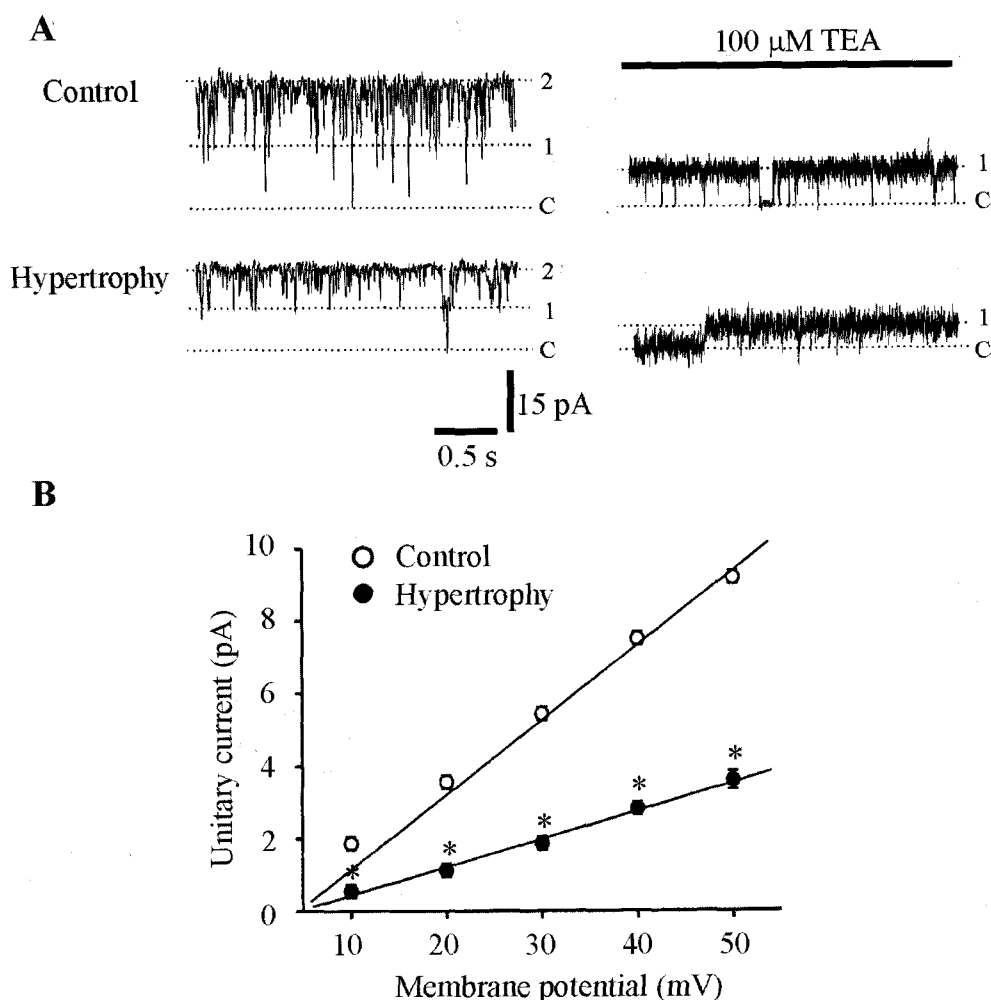 A
100 μM TEA
Control
2
1
C
1
C
Hypertrophy
2
1
C
1
C
15 pA
0.5 s
B
10
8
6
4
2
0
Unitary current (pA)
Control
Hypertrophy
*
*
*
*
*
10
20
30
40
50
Membrane potential (mV)